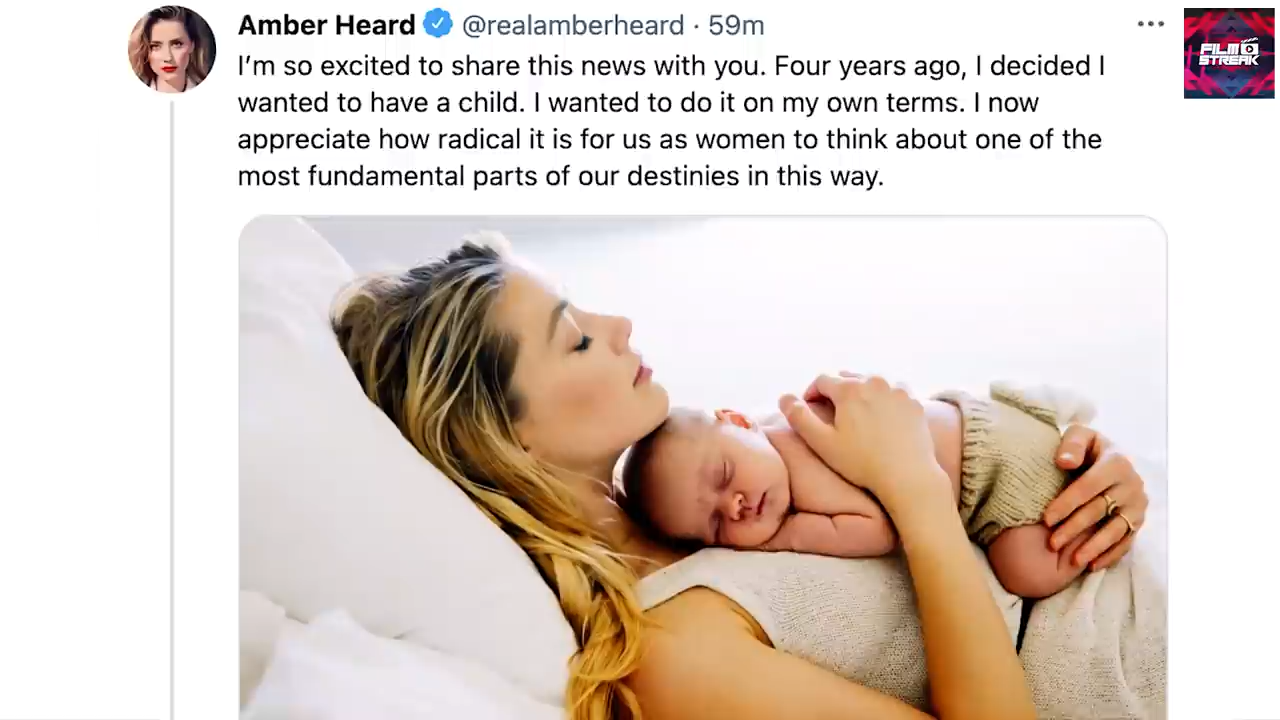 Amber Heard @realamberheard · 59m
I'm so excited to share this news with you. Four years ago, I decided I
wanted to have a child. I wanted to do it on my own terms. I now
appreciate how radical it is for us as women to think about one of the
most fundamental parts of our destinies in this way.
FILM
STREAK